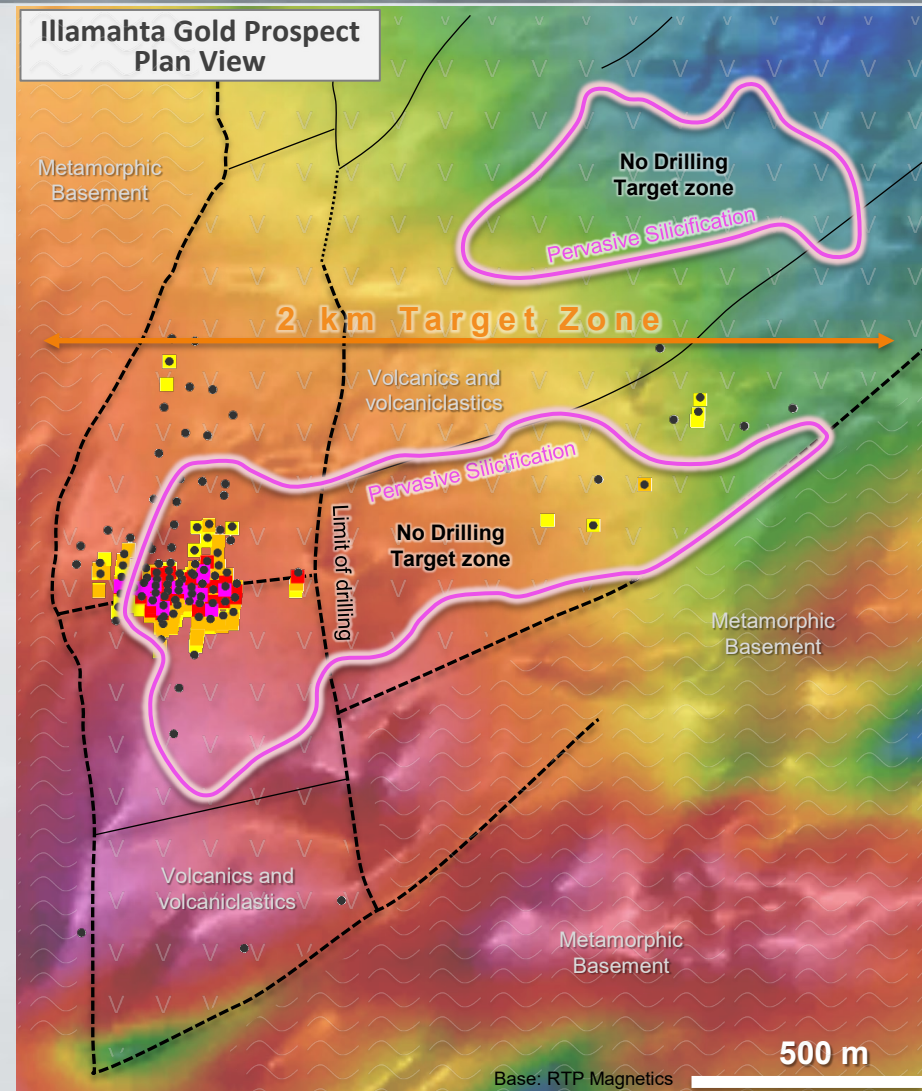 Illamahta Gold Prospect
Plan View
Metamorphic
Basement
No Drilling
Target zone
Pervasive Silicification
2 km Target Zone
Volcanics and
volcaniclastics
Pervasive Silicification
Limit of drilling
No Drilling
Target zone
Metamorphic
Basement
Volcanics and
volcaniclastics
Metamorphic
Basement
500 m
Base: RTP Magnetics